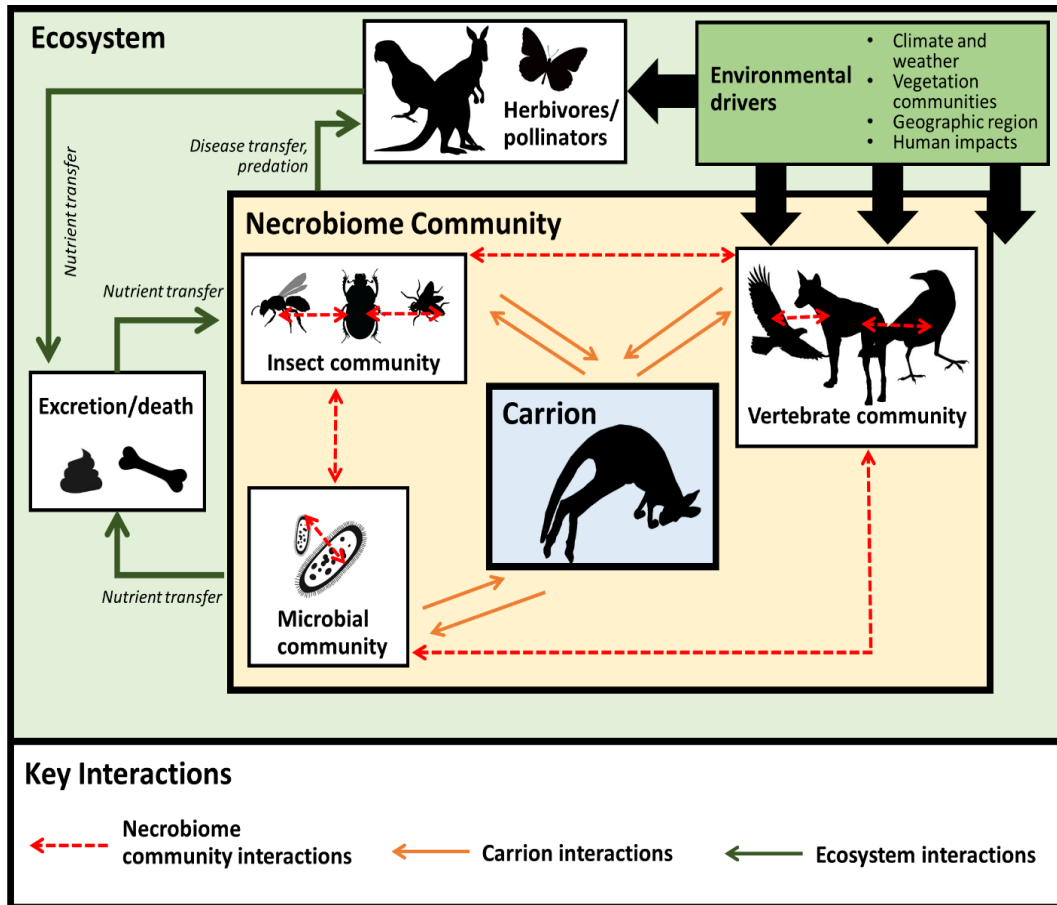 Ecosystem
Herbivores/
pollinators
Environmental
drivers
• Climate and
weather
• Vegetation
communities
• Geographic region
• Human impacts
Disease transfer,
predation
Nutrient transfer
Necrobiome Community
Nutrient transfer
Insect community
Vertebrate community
Excretion/death
Carrion
Nutrient transfer
Microbial
community
Key Interactions
Necrobiome
community interactions
Carrion interactions
Ecosystem interactions